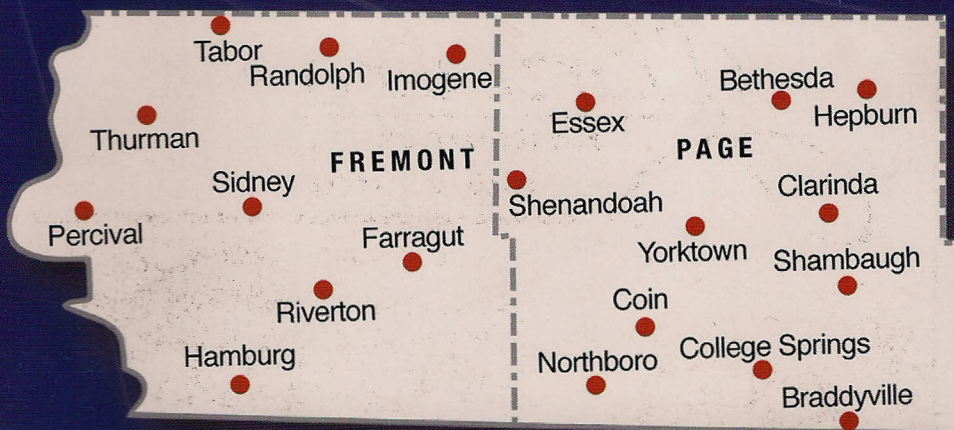 Tabor
Randolph
Imogene
Thurman
FREMONT
Sidney
Percival
Farragut
Riverton
Hamburg
Bethesda
Essex
Hepburn
PAGE
Clarinda
Shenandoah
Yorktown
Shambaugh
Coin
Northboro
College Springs
Braddyville